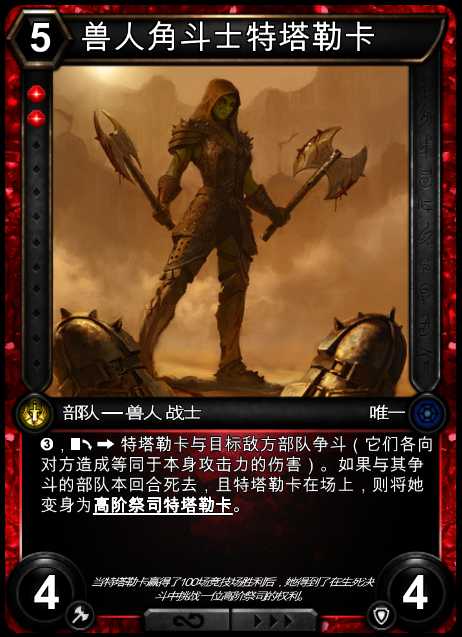 5
兽人角斗士特塔勒卡
部队 — 兽人 战士
唯一
❸，➡ 特塔勒卡与目标敌方部队争斗（它们各向
对方造成等同于本身攻击力的伤害）。如果与其争
斗的部队本回合死去，且特塔勒卡在场上，则将她
变身为高阶祭司特塔勒卡。
当特塔勒卡赢得了100场竞技场胜利后，她得到了在生死决
斗中挑战一位高阶祭司的权利。
4
4